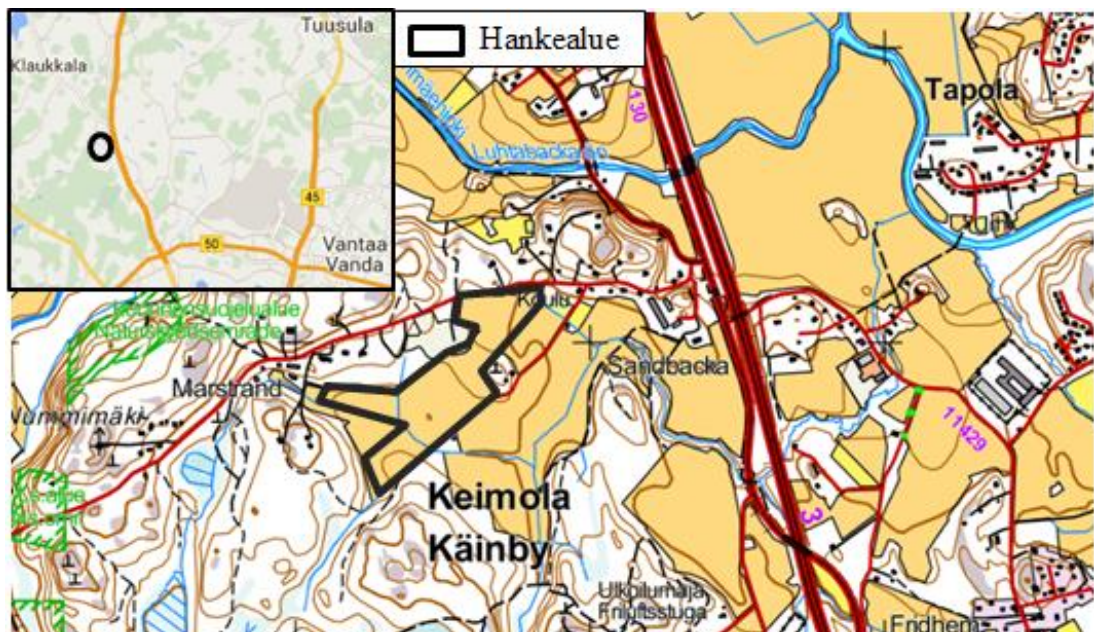 Tuusula
Klaukkala
45
50
Vantaa
Vanda
Hankealue
130
Tapola
Koulu
Sandbacka
Marstrand
Nummimäki
11429
Keimola
Käinby
3
Ulkoilumaja
Friluftsstuga
Fridhem